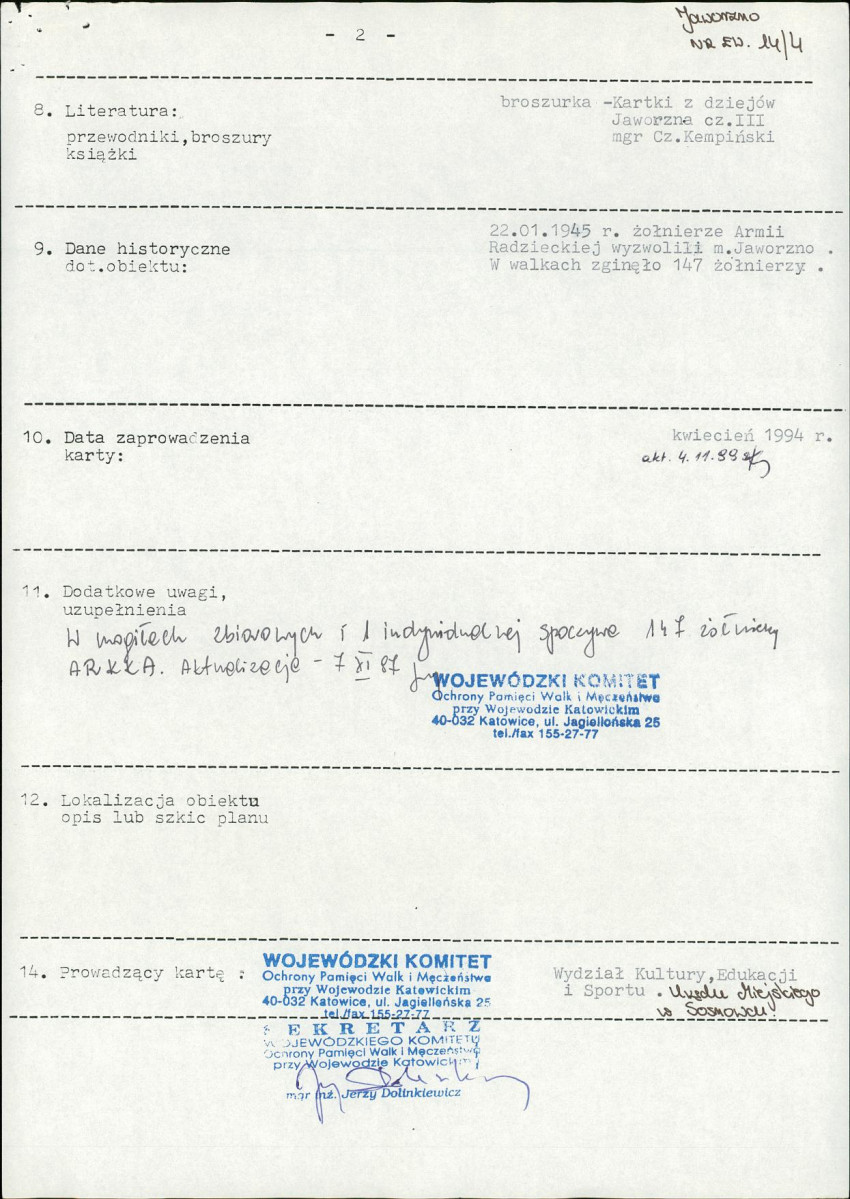 Jaworzno
NR EW. 14/4
- 2 -
8. Literatura:
przewodniki,broszury
książki
broszurka -Kartki z dziejów
Jaworzna cz.III
mgr Cz.Kempiński
9. Dane historyczne
dot.obiektu:
22.01.1945 r. żołnierze Armii
Radzieckiej wyzwolili m.Jaworzno .
W walkach zginęło 147 żołnierzy .
10. Data zaprowadzenia
karty:
kwiecień 1994 r.
akt. 4.11.99
11. Dodatkowe uwagi,
uzupełnienia
W mogiłach zbiorowych i 1 indywidualnej spoczywa 147 żołnierzy
ARKKA. Aktualizacja - 7 XI 97
WOJEWÓDZKI KOMITET
Ochrony Pamięci Walk i Męczeństwa
przy Wojewodzie Katowickim
40-032 Katowice, ul. Jagiellońska 25
tel./fax 155-27-77
12. Lokalizacja obiektu
opis lub szkic planu
14. Prowadzący kartę :
WOJEWÓDZKI KOMITET
Ochrony Pamięci Walk i Męczeństwa
przy Wojewodzie Katowickim
40-032 Katowice, ul. Jagiellońska 25
tel./fax 155-27-77
SEKRETARZ
WOJEWÓDZKIEGO KOMITETU
Ochrony Pamięci Walk i Męczeństwa
przy Wojewodzie Katowickim
mgr inż. Jerzy Dolinkiewicz
Wydział Kultury,Edukacji
i Sportu . Urzędu Miejskiego
w Sosnowcu